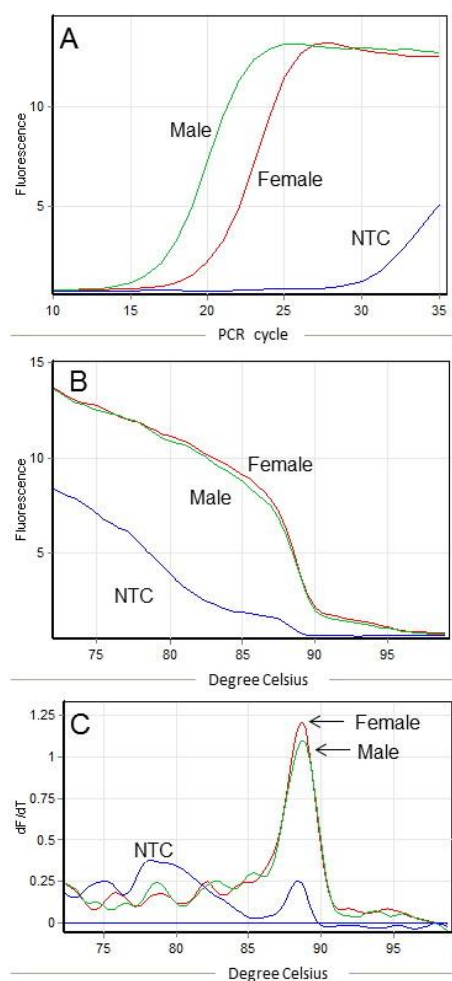 A
Fluorescence
10
5
Male
Female
NTC
10 15 20 25 30 35
PCR cycle
B
Fluorescence
15
10
5
Female
Male
NTC
75 80 85 90 95
Degree Celsius
C
dF/dT
1.25
1
0.75
0.5
0.25
0
Female
Male
NTC
75 80 85 90 95
Degree Celsius